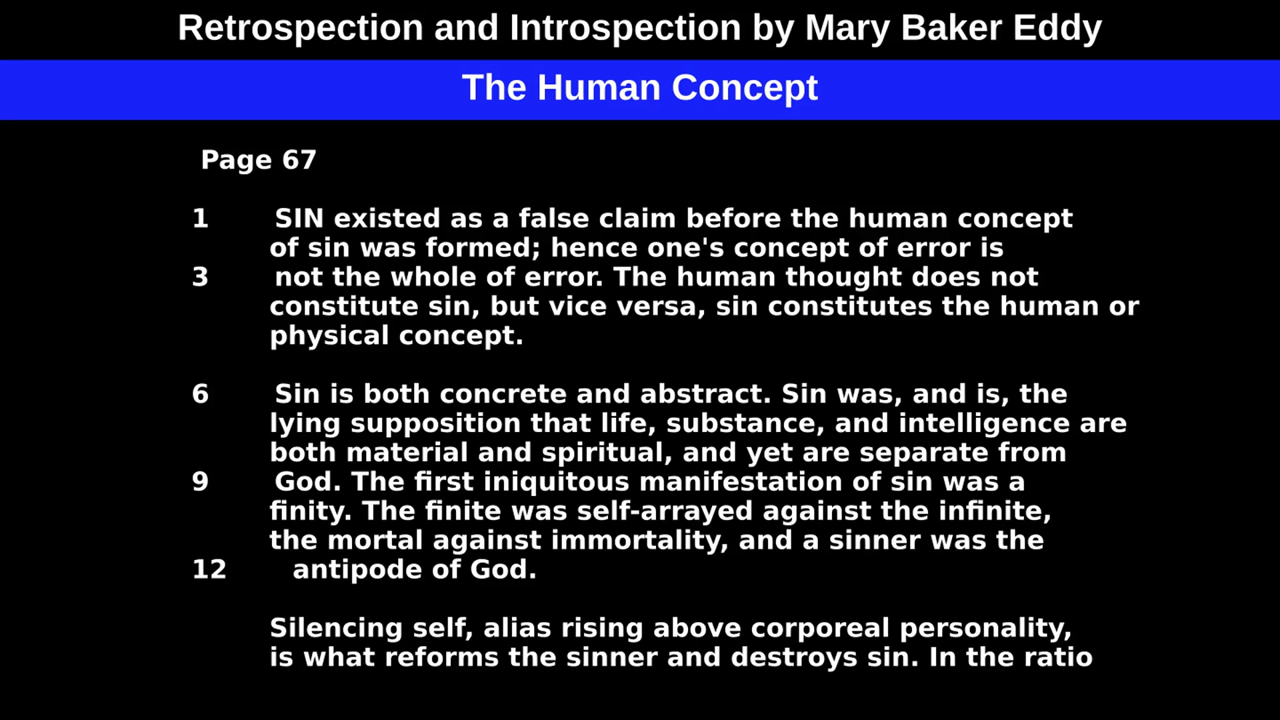 Retrospection and Introspection by Mary Baker Eddy
The Human Concept
Page 67
1 SIN existed as a false claim before the human concept
of sin was formed; hence one's concept of error is
3 not the whole of error. The human thought does not
constitute sin, but vice versa, sin constitutes the human or
physical concept.
6 Sin is both concrete and abstract. Sin was, and is, the
lying supposition that life, substance, and intelligence are
both material and spiritual, and yet are separate from
9 God. The first iniquitous manifestation of sin was a
finity. The finite was self-arrayed against the infinite,
the mortal against immortality, and a sinner was the
12 antipode of God.
Silencing self, alias rising above corporeal personality,
is what reforms the sinner and destroys sin. In the ratio